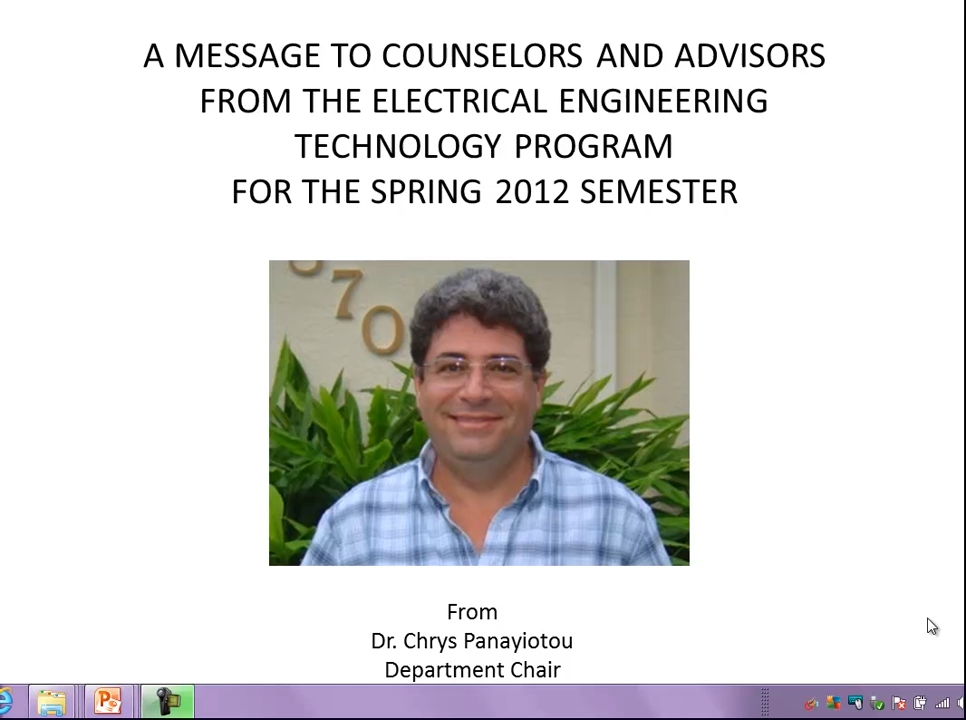 A MESSAGE TO COUNSELORS AND ADVISORS
FROM THE ELECTRICAL ENGINEERING
TECHNOLOGY PROGRAM
FOR THE SPRING 2012 SEMESTER
70
From
Dr. Chrys Panayiotou
Department Chair